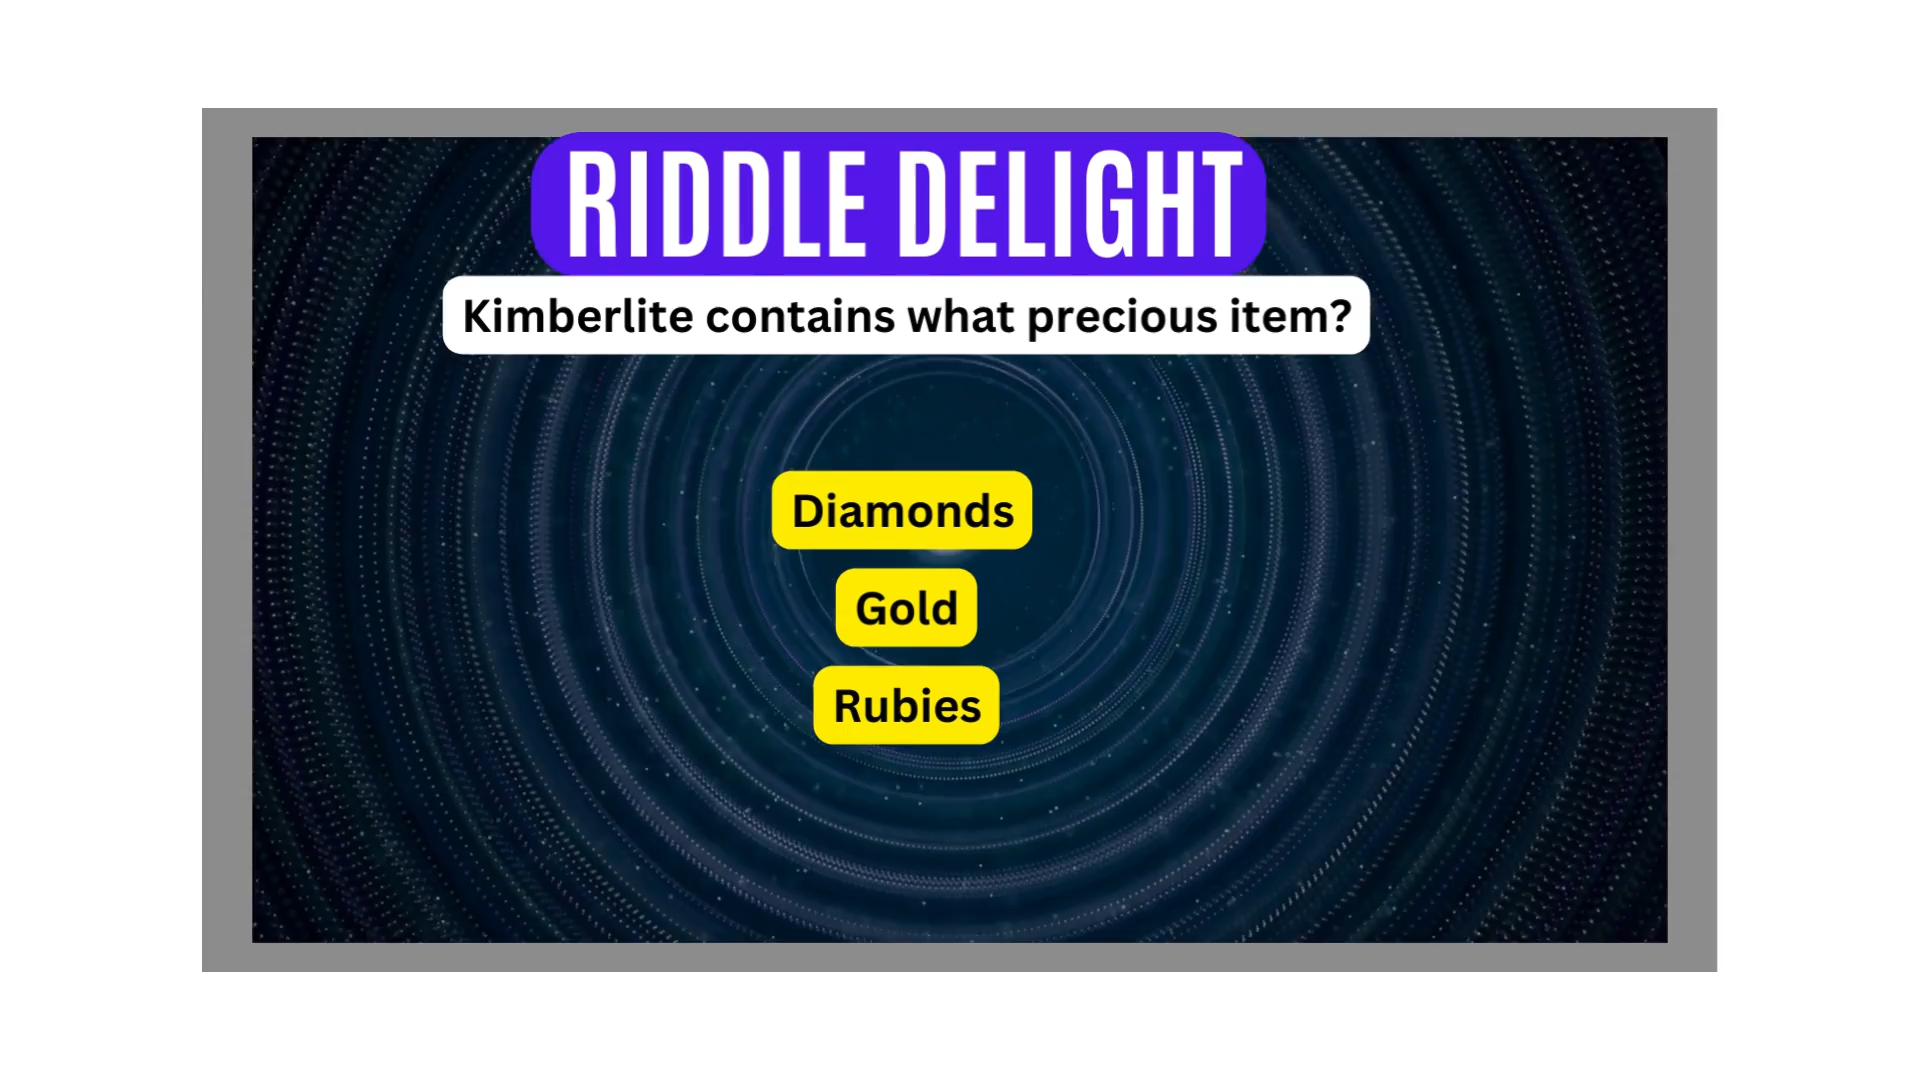 RIDDLE DELIGHT
Kimberlite contains what precious item?
Diamonds
Gold
Rubies